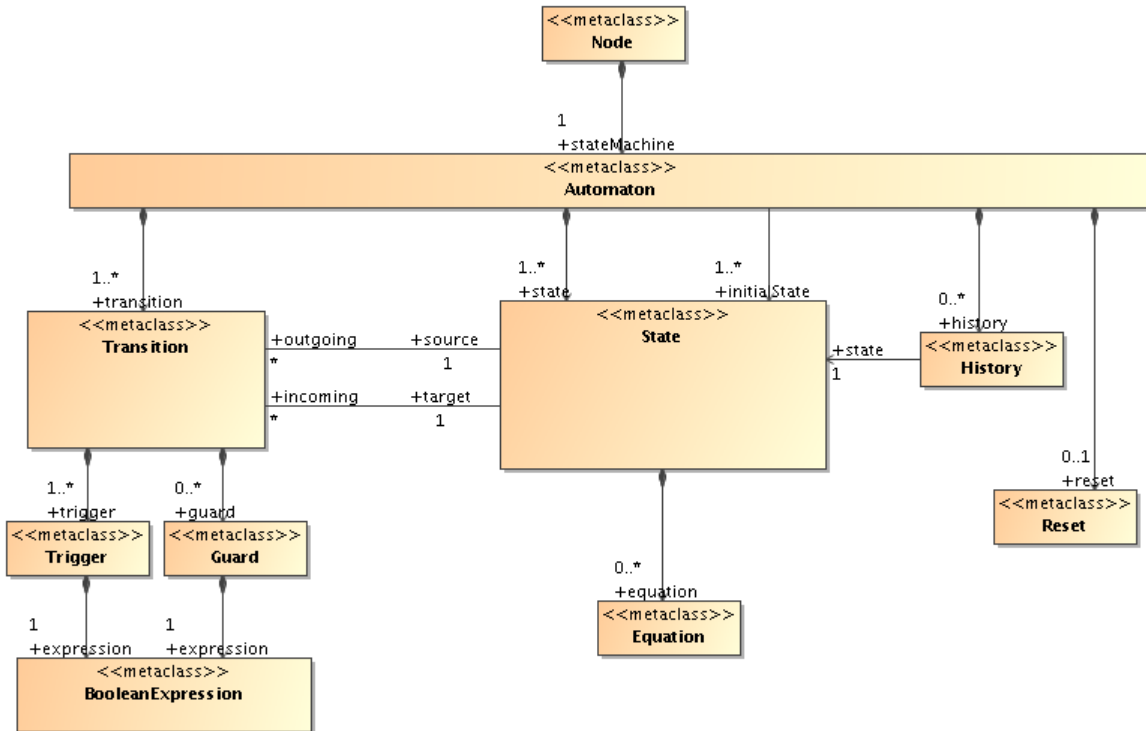 <<metaclass>>
Node
1
+stateMachine
<<metaclass>>
Automaton
1..*
+transition
1..*
+state
1..*
+initialState
0..*
+history
0..1
+reset
<<metaclass>>
Transition
+outgoing
*
+source
1
+incoming
*
+target
1
<<metaclass>>
State
+state
1
<<metaclass>>
History
<<metaclass>>
Reset
1..*
+trigger
0..*
+guard
<<metaclass>>
Trigger
<<metaclass>>
Guard
0..*
+equation
<<metaclass>>
Equation
1
+expression
1
+expression
<<metaclass>>
BooleanExpression